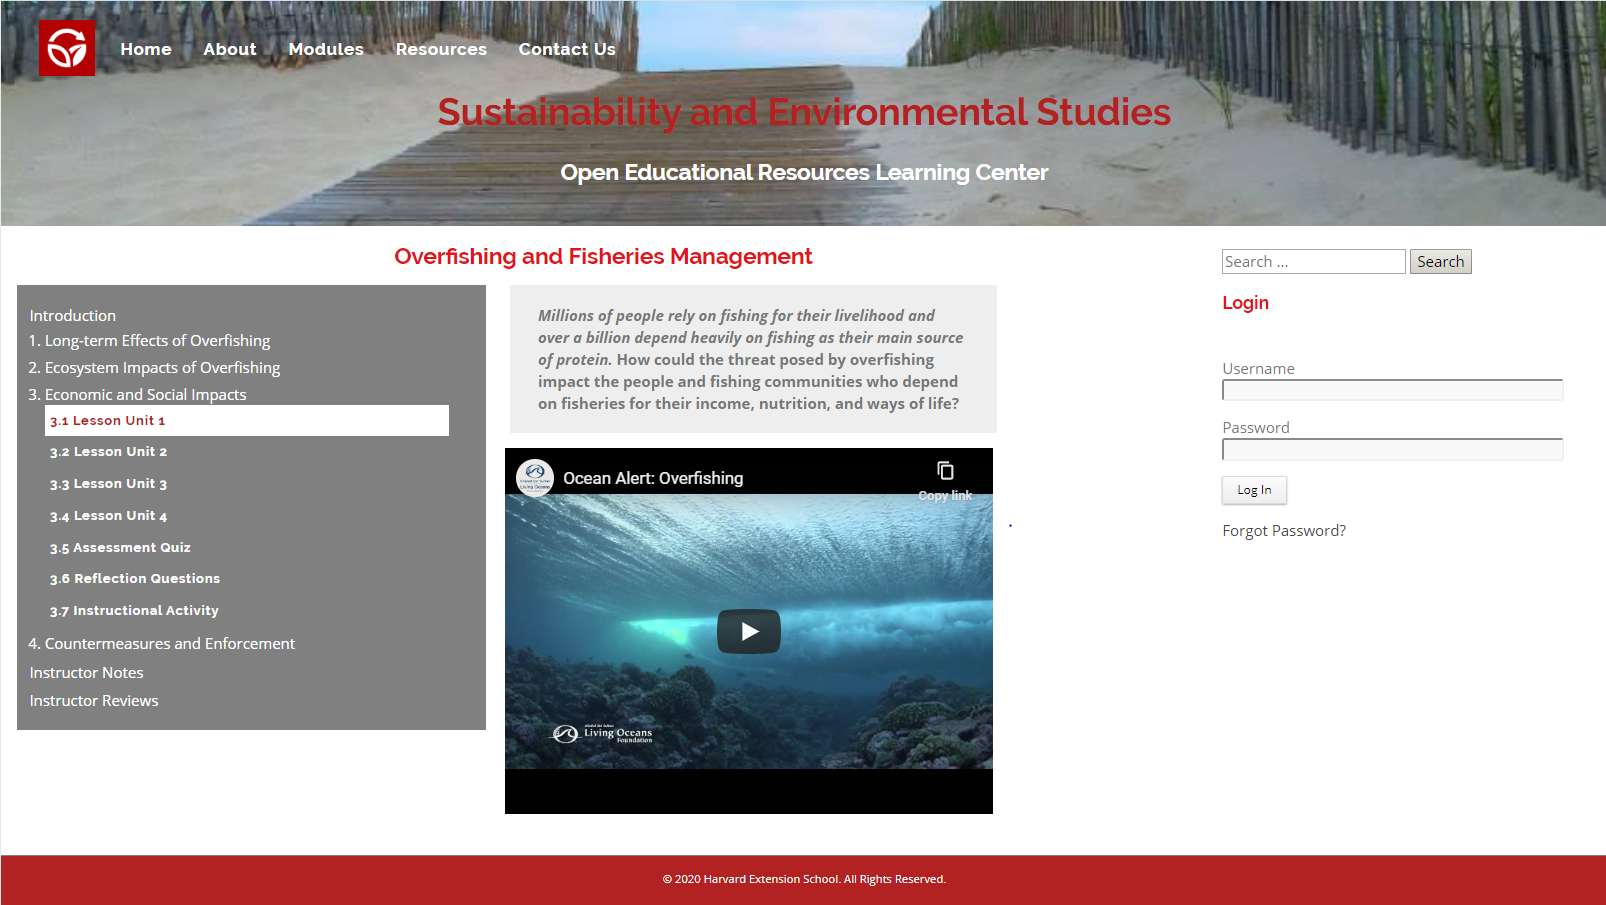 Home About Modules Resources Contact Us
Sustainability and Environmental Studies
Open Educational Resources Learning Center
Overfishing and Fisheries Management
Introduction
1. Long-term Effects of Overfishing
2. Ecosystem Impacts of Overfishing
3. Economic and Social Impacts
3.1 Lesson Unit 1
3.2 Lesson Unit 2
3.3 Lesson Unit 3
3.4 Lesson Unit 4
3.5 Assessment Quiz
3.6 Reflection Questions
3.7 Instructional Activity
4. Countermeasures and Enforcement
Instructor Notes
Instructor Reviews
Millions of people rely on fishing for their livelihood and
over a billion depend heavily on fishing as their main source
of protein. How could the threat posed by overfishing
impact the people and fishing communities who depend
on fisheries for their income, nutrition, and ways of life?
Living Oceans
Ocean Alert: Overfishing
Copy link
Living Oceans
Foundation
Search ... Search
Login
Username
Password
Log In
Forgot Password?
© 2020 Harvard Extension School. All Rights Reserved.